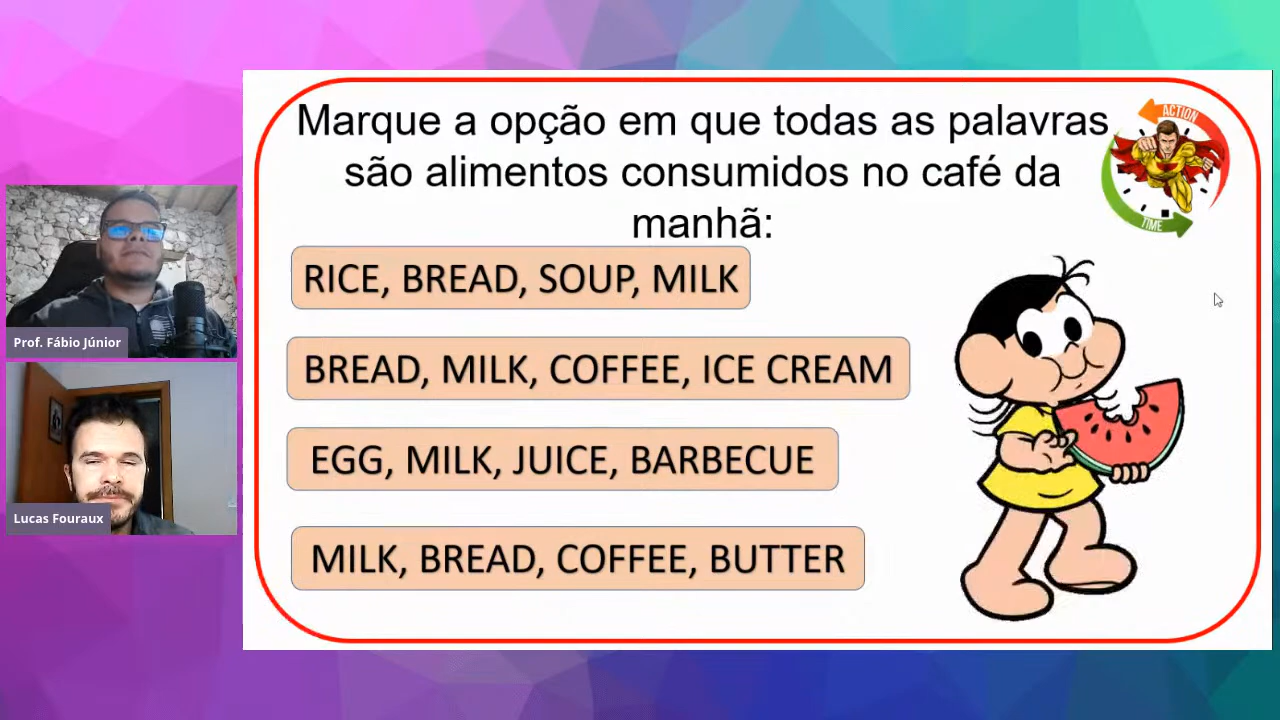 Marque a opção em que todas as palavras
são alimentos consumidos no café da
manhã:
ACTION
TIME
RICE, BREAD, SOUP, MILK
BREAD, MILK, COFFEE, ICE CREAM
EGG, MILK, JUICE, BARBECUE
MILK, BREAD, COFFEE, BUTTER
Prof. Fábio Júnior
Lucas Fouraux